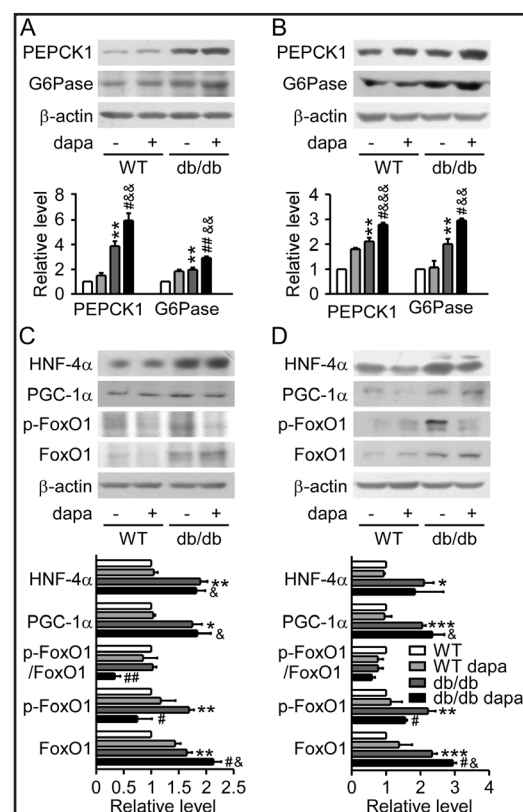 A
PEPCK1
G6Pase
β-actin
dapa - + - +
WT db/db
Relative level
8
6
4
2
0
**
#&&
**
## &&
PEPCK1 G6Pase
B
PEPCK1
G6Pase
β-actin
dapa - + - +
WT db/db
Relative level
4
3
2
1
0
**
#&&
**
#&&
PEPCK1 G6Pase
C
HNF-4α
PGC-1α
p-FoxO1
FoxO1
β-actin
dapa - + - +
WT db/db
HNF-4α
**
&
PGC-1α
*
&
p-FoxO1
/FoxO1
##
p-FoxO1
**
#
FoxO1
**
#&
0 0.5 1.0 1.5 2.0 2.5
Relative level
D
HNF-4α
PGC-1α
p-FoxO1
FoxO1
β-actin
dapa - + - +
WT db/db
HNF-4α
*
PGC-1α
***
&
p-FoxO1
/FoxO1
WT
WT dapa
db/db
db/db dapa
p-FoxO1
**
#
FoxO1
***
#&
0 1 2 3 4
Relative level